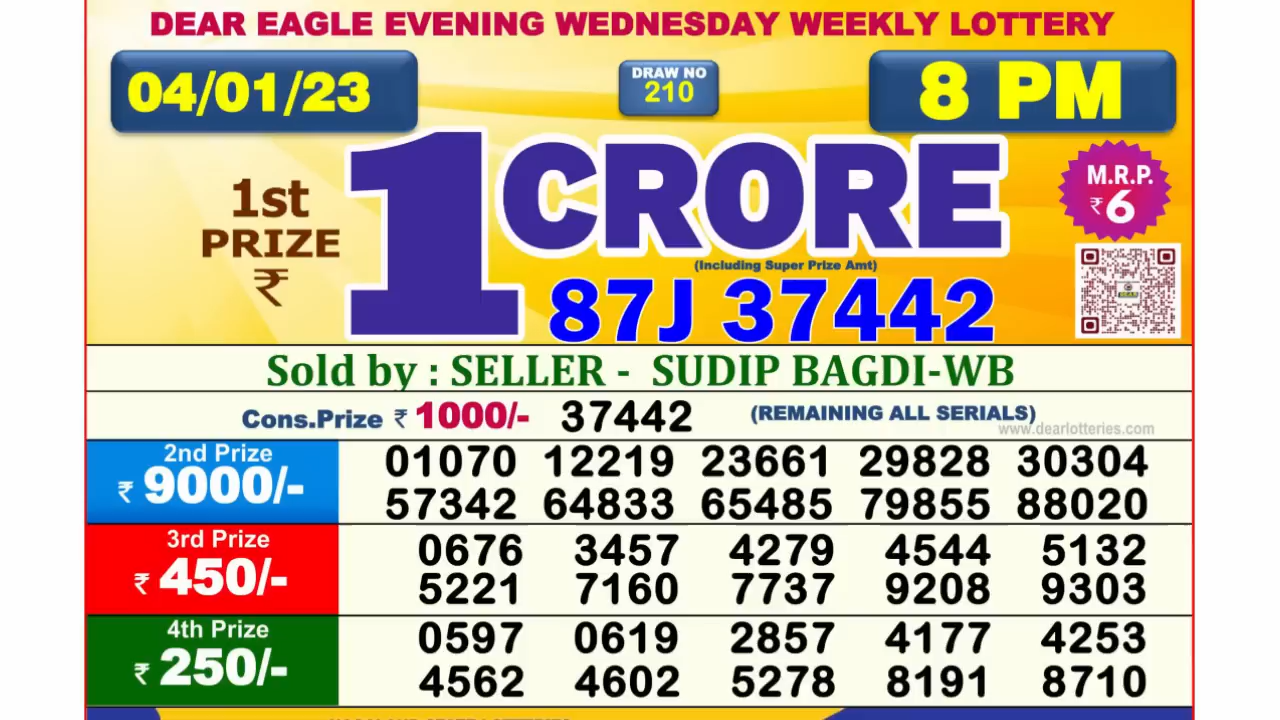 DEAR EAGLE EVENING WEDNESDAY WEEKLY LOTTERY
04/01/23
DRAW NO
210
8 PM
1st
PRIZE
₹
1 CRORE
(Including Super Prize Amt)
87J 37442
M.R.P.
₹ 6
Sold by : SELLER - SUDIP BAGDI-WB
Cons.Prize ₹ 1000/- 37442 (REMAINING ALL SERIALS)
www.dearlotteries.com
2nd Prize
₹ 9000/-
01070 12219 23661 29828 30304
57342 64833 65485 79855 88020
3rd Prize
₹ 450/-
0676 3457 4279 4544 5132
5221 7160 7737 9208 9303
4th Prize
₹ 250/-
0597 0619 2857 4177 4253
4562 4602 5278 8191 8710